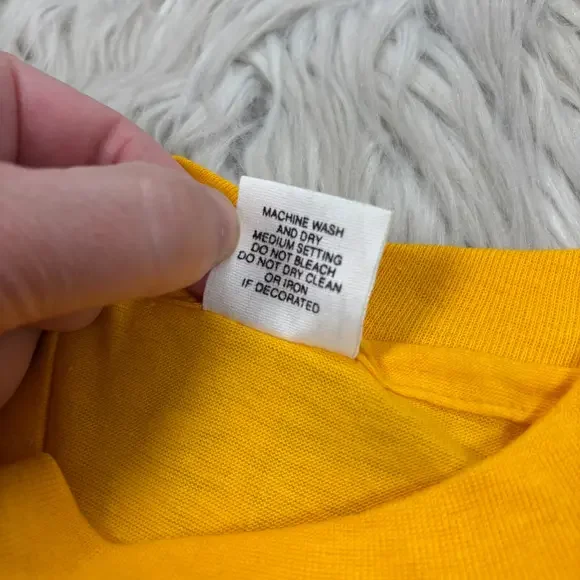 MACHINE WASH
AND DRY
MEDIUM SETTING
DO NOT BLEACH
DO NOT DRY CLEAN
OR IRON
IF DECORATED